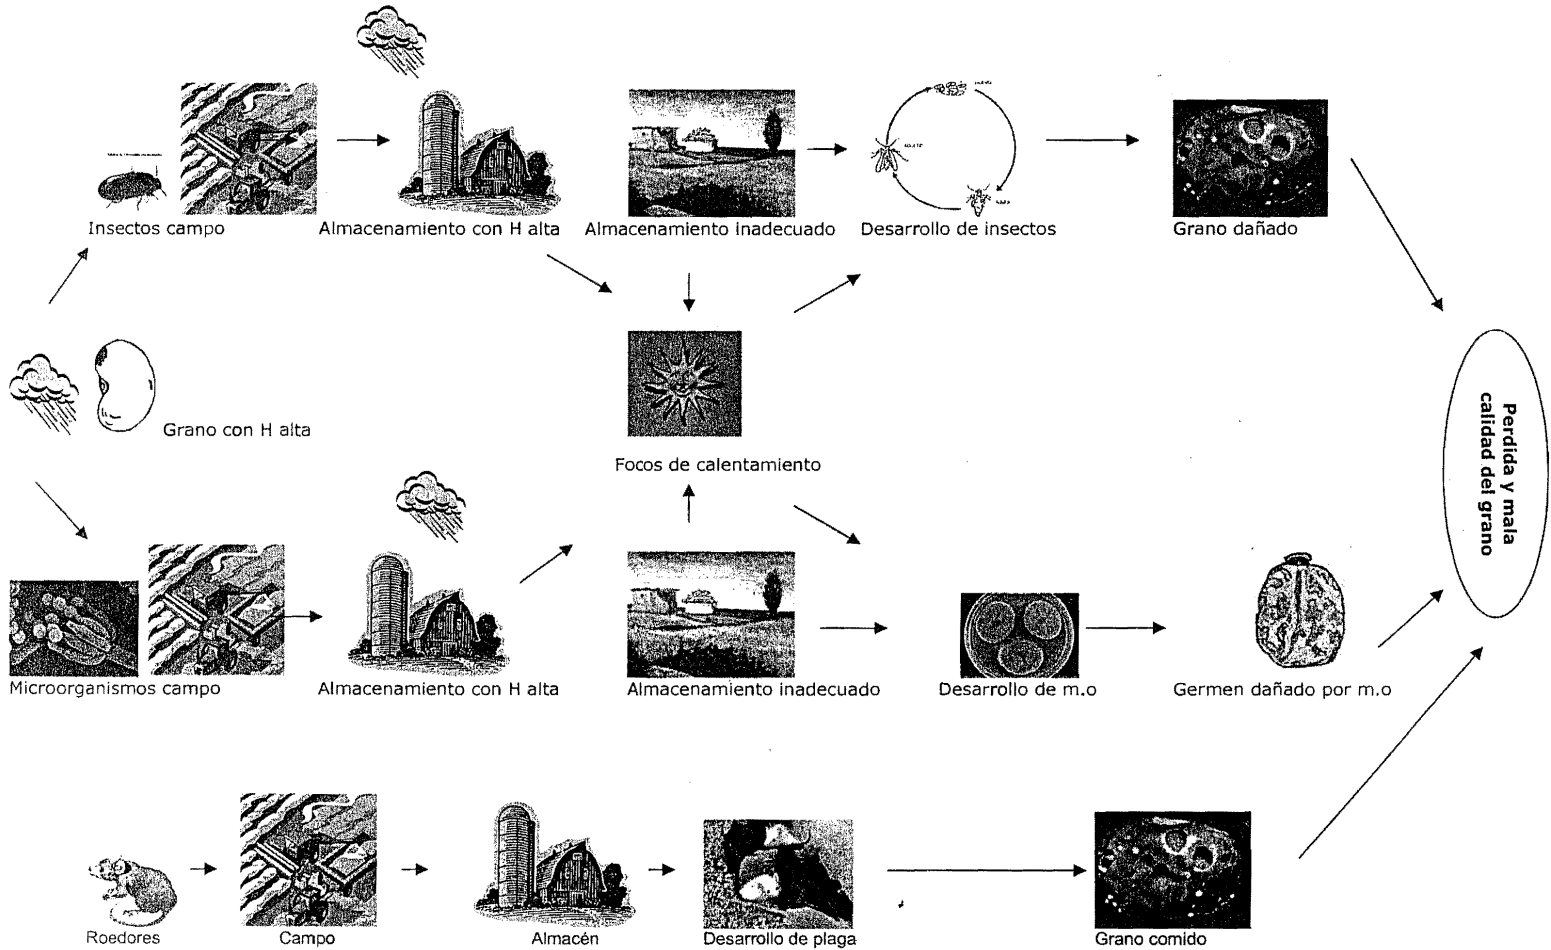 Insectos campo
Almacenamiento con H alta
Almacenamiento inadecuado
Desarrollo de insectos
Grano dañado
Grano con H alta
Focos de calentamiento
Perdida y mala
calidad del grano
Microorganismos campo
Almacenamiento con H alta
Almacenamiento inadecuado
Desarrollo de m.o
Germen dañado por m.o
Roedores
Campo
Almacén
Desarrollo de plaga
Grano comido